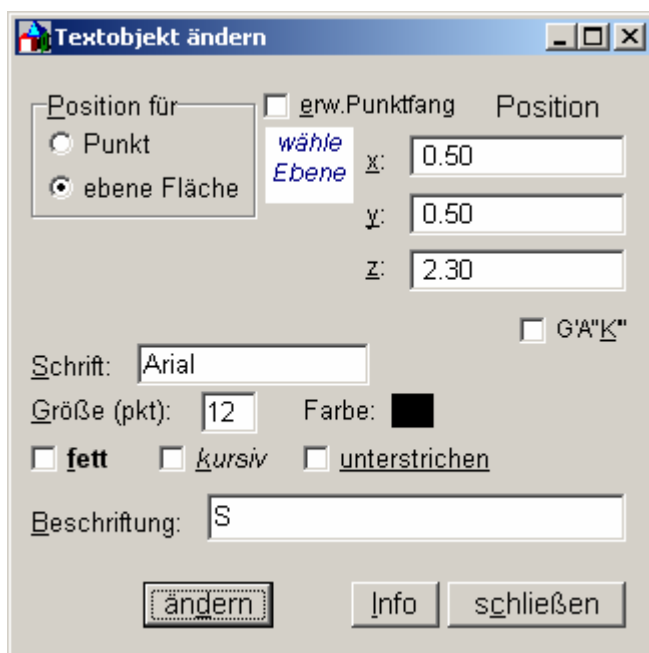 Textobjekt ändern
Position für
erw.Punktfang
Position
Punkt
ebene Fläche
wähle
Ebene
x: 0.50
y: 0.50
z: 2.30
G'A"K'"
Schrift: Arial
Größe (pkt): 12 Farbe:
fett kursiv unterstrichen
Beschriftung: S
ändern Info schließen